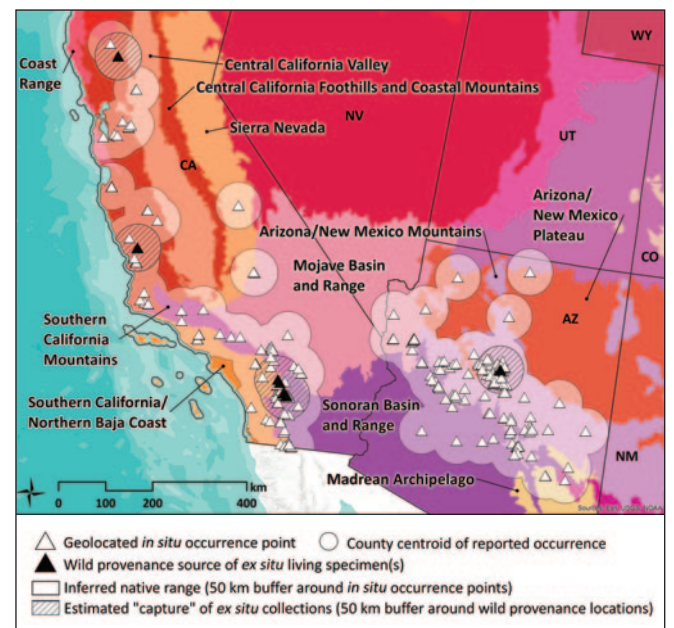 WY
Coast
Range
Central California Valley
Central California Foothills and Coastal Mountains
Sierra Nevada
NV
UT
CA
Arizona/
New Mexico
Plateau
Arizona/New Mexico Mountains
CO
Mojave Basin
and Range
AZ
Southern
California
Mountains
Southern California/
Northern Baja Coast
Sonoran Basin
and Range
NM
Madrean Archipelago
km
0 100 200 400
△ Geolocated in situ occurrence point ○ County centroid of reported occurrence
▲ Wild provenance source of ex situ living specimen(s)
Inferred native range (50 km buffer around in situ occurrence points)
Estimated "capture" of ex situ collections (50 km buffer around wild provenance locations)